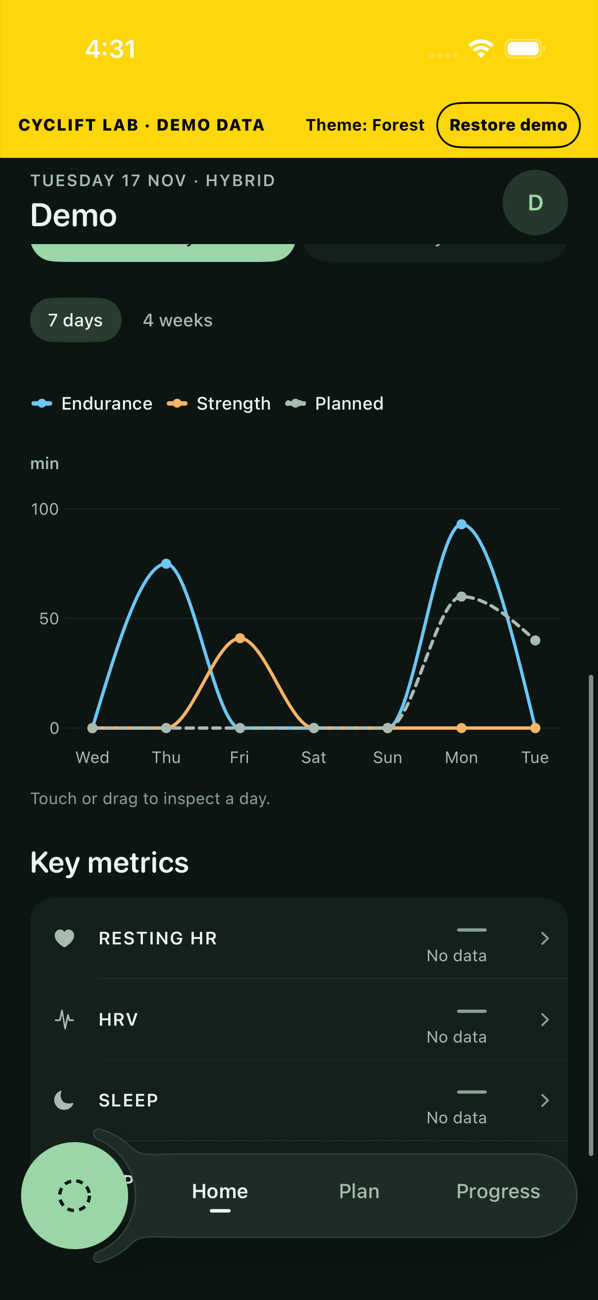 4:31
CYCLIFT LAB · DEMO DATA Theme: Forest Restore demo
TUESDAY 17 NOV · HYBRID
Demo
D
7 days 4 weeks
Endurance Strength Planned
min
100
50
0
Wed Thu Fri Sat Sun Mon Tue
Touch or drag to inspect a day.
Key metrics
RESTING HR
No data
HRV
No data
SLEEP
No data
Home Plan Progress